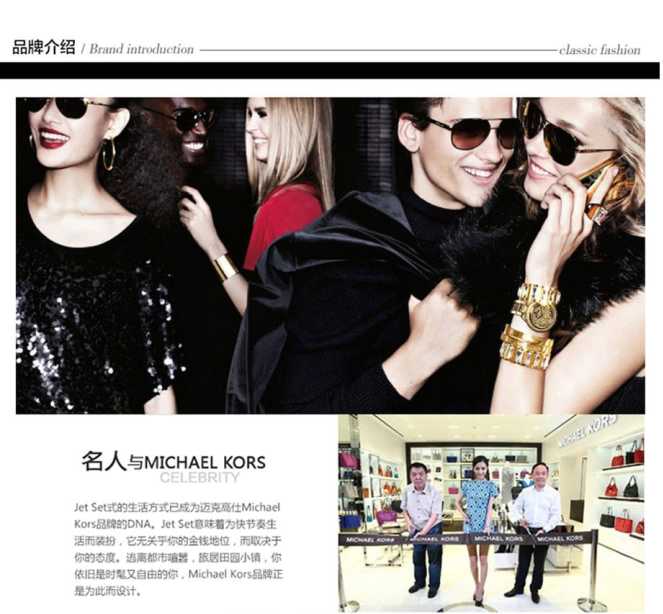 品牌介绍 / Brand introduction classic fashion
名人与MICHAEL KORS
CELEBRITY
Jet Set式的生活方式已成为迈克高仕Michael
Kors品牌的DNA。Jet Set意味着为快节奏生
活而装扮，它无关乎你的金钱地位，而取决于
你的态度。逃离都市喧嚣，旅居田园小镇，你
依旧是时髦又自由的你，Michael Kors品牌正
是为此而设计。
MICHAEL KORS
MICHAEL KORS MICHAEL KORS